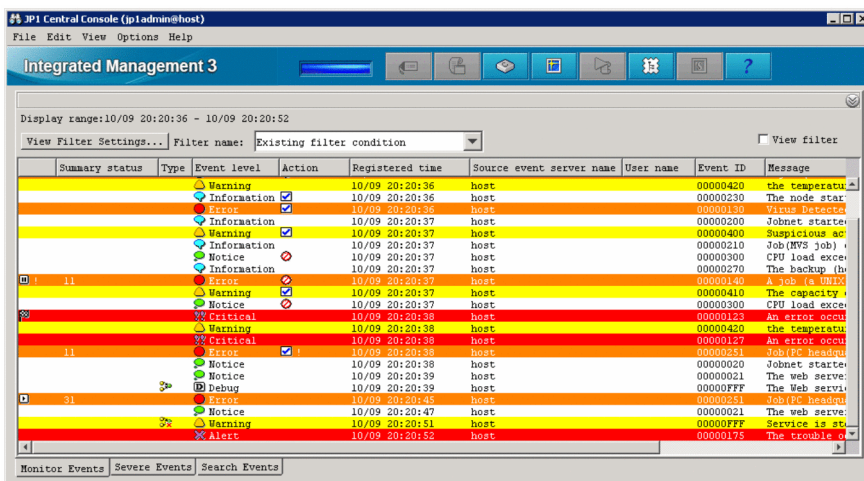 JP1 Central Console (jp1admin@host)
File Edit View Options Help
Integrated Management 3
Display range:10/09 20:20:36 - 10/09 20:20:52
View Filter Settings... Filter name: Existing filter condition View filter
Summary status Type Event level Action Registered time Source event server name User name Event ID Message
Warning 10/09 20:20:36 host 00000420 the temperatu
Information 10/09 20:20:36 host 00000230 The node star
Error 10/09 20:20:36 host 00000130 Virus Detecte
Information 10/09 20:20:37 host 00000200 Jobnet starte
Warning 10/09 20:20:37 host 00000400 Suspicious ac
Information 10/09 20:20:37 host 00000210 Job(MVS job)
Notice 10/09 20:20:37 host 00000300 CPU load exce
Information 10/09 20:20:37 host 00000270 The backup (h
! 11 Error 10/09 20:20:37 host 00000140 A job (a UNIX
Warning 10/09 20:20:37 host 00000410 The capacity
Notice 10/09 20:20:37 host 00000300 CPU load exce
Critical 10/09 20:20:38 host 00000123 An error occu
Warning 10/09 20:20:38 host 00000420 the temperatu
Critical 10/09 20:20:38 host 00000127 An error occu
11 Error ! 10/09 20:20:38 host 00000251 Job(PC headqu
Notice 10/09 20:20:38 host 00000020 Jobnet starte
Notice 10/09 20:20:39 host 00000021 The web serve
D Debug 10/09 20:20:39 host 00000FFF The Web servi
31 Error 10/09 20:20:45 host 00000251 Job(PC headqu
Notice 10/09 20:20:47 host 00000021 The web serve
Warning 10/09 20:20:51 host 00000FFF Service is st
Alert 10/09 20:20:52 host 00000175 The trouble o
Monitor Events Severe Events Search Events